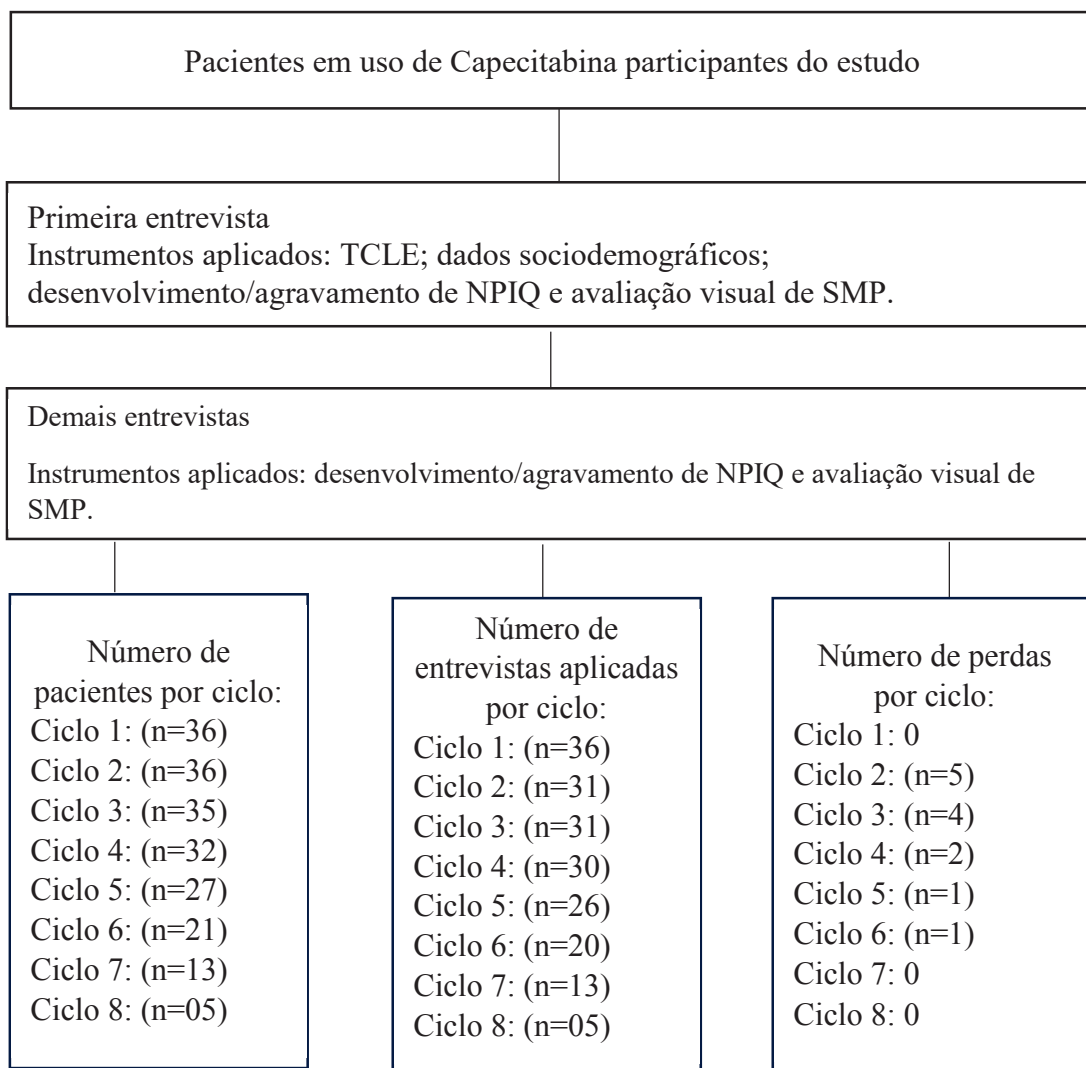 Pacientes em uso de Capecitabina participantes do estudo
Primeira entrevista
Instrumentos aplicados: TCLE; dados sociodemográficos;
desenvolvimento/agravamento de NPIQ e avaliação visual de SMP.
Demais entrevistas
Instrumentos aplicados: desenvolvimento/agravamento de NPIQ e avaliação visual de
SMP.
Número de
pacientes por ciclo:
Ciclo 1: (n=36)
Ciclo 2: (n=36)
Ciclo 3: (n=35)
Ciclo 4: (n=32)
Ciclo 5: (n=27)
Ciclo 6: (n=21)
Ciclo 7: (n=13)
Ciclo 8: (n=05)
Número de
entrevistas aplicadas
por ciclo:
Ciclo 1: (n=36)
Ciclo 2: (n=31)
Ciclo 3: (n=31)
Ciclo 4: (n=30)
Ciclo 5: (n=26)
Ciclo 6: (n=20)
Ciclo 7: (n=13)
Ciclo 8: (n=05)
Número de perdas
por ciclo:
Ciclo 1: 0
Ciclo 2: (n=5)
Ciclo 3: (n=4)
Ciclo 4: (n=2)
Ciclo 5: (n=1)
Ciclo 6: (n=1)
Ciclo 7: 0
Ciclo 8: 0